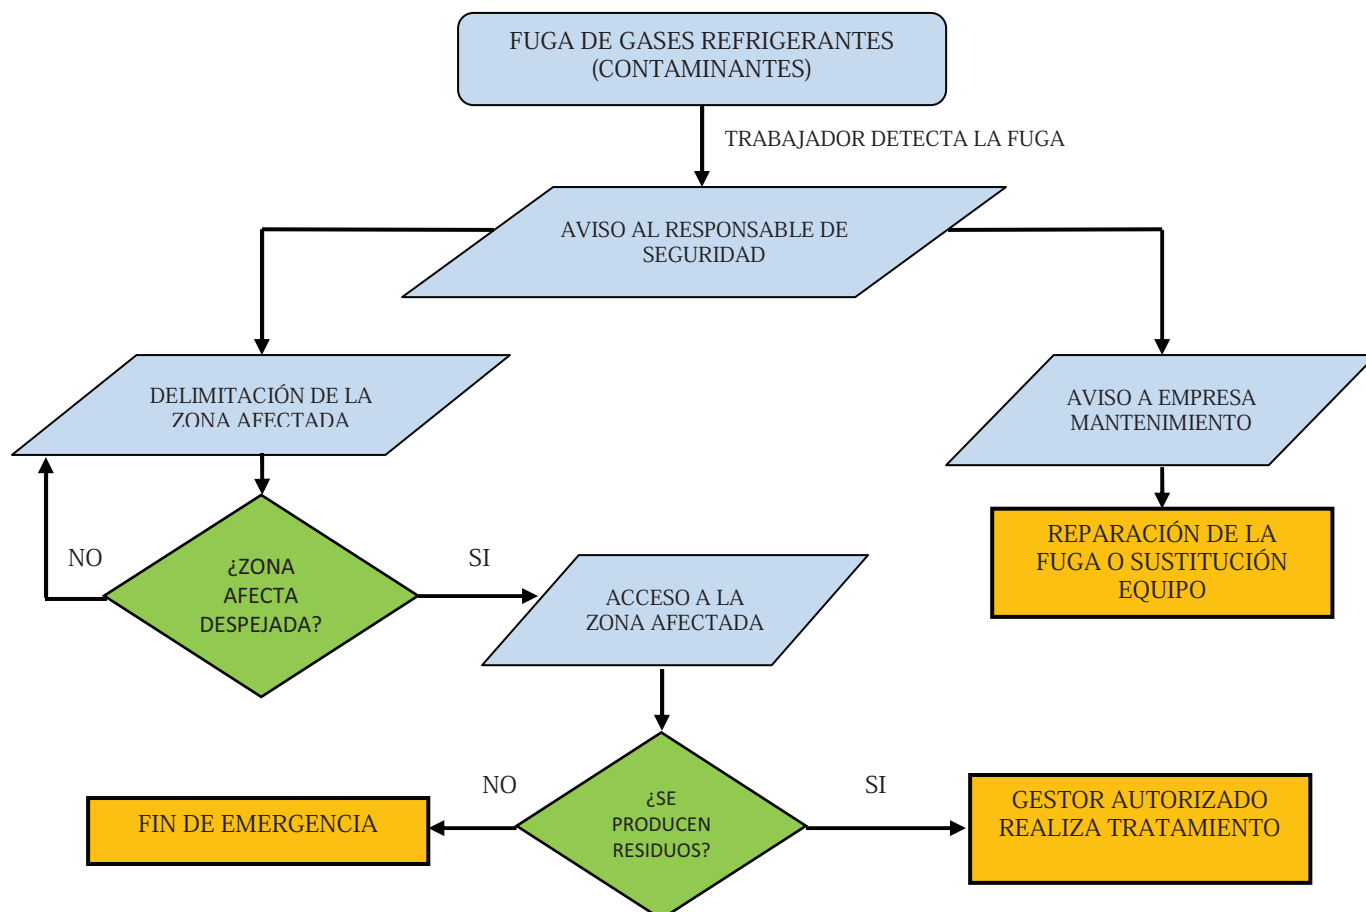 FUGA DE GASES REFRIGERANTES
(CONTAMINANTES)
TRABAJADOR DETECTA LA FUGA
AVISO AL RESPONSABLE DE
SEGURIDAD
DELIMITACIÓN DE LA
ZONA AFECTADA
AVISO A EMPRESA
MANTENIMIENTO
REPARACIÓN DE LA
FUGA O SUSTITUCIÓN
EQUIPO
NO
¿ZONA
AFECTA
DESPEJADA?
SI
ACCESO A LA
ZONA AFECTADA
NO
¿SE
PRODUCEN
RESIDUOS?
SI
FIN DE EMERGENCIA
GESTOR AUTORIZADO
REALIZA TRATAMIENTO